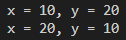 x = 10, y = 20
x = 20, y = 10